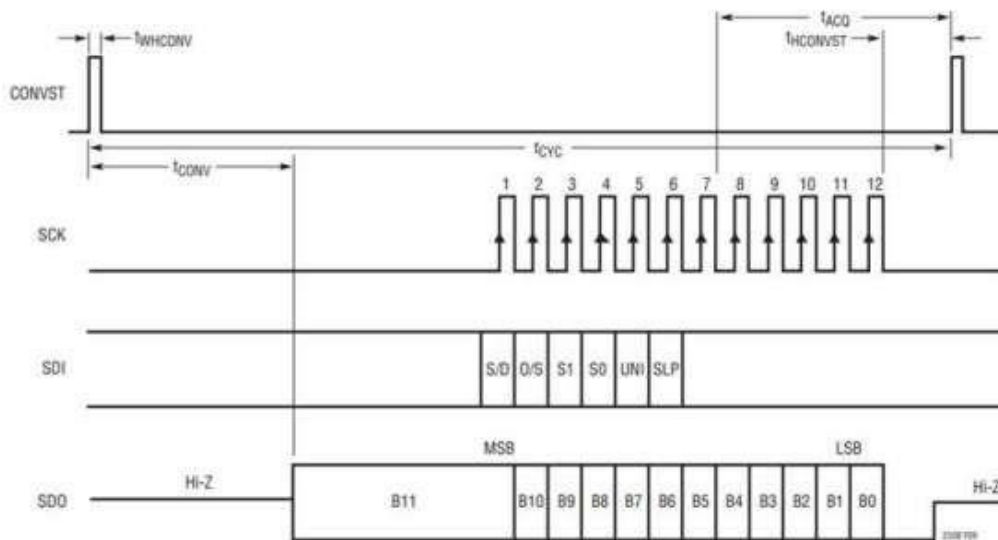 tACQ
tWHCONV
tHCONVST
CONVST
tCYC
tCONV
1 2 3 4 5 6 7 8 9 10 11 12
SCK
SDI
S/D O/S S1 S0 UNI SLP
MSB LSB
Hi-Z
Hi-Z
SDO
B11 B10 B9 B8 B7 B6 B5 B4 B3 B2 B1 B0